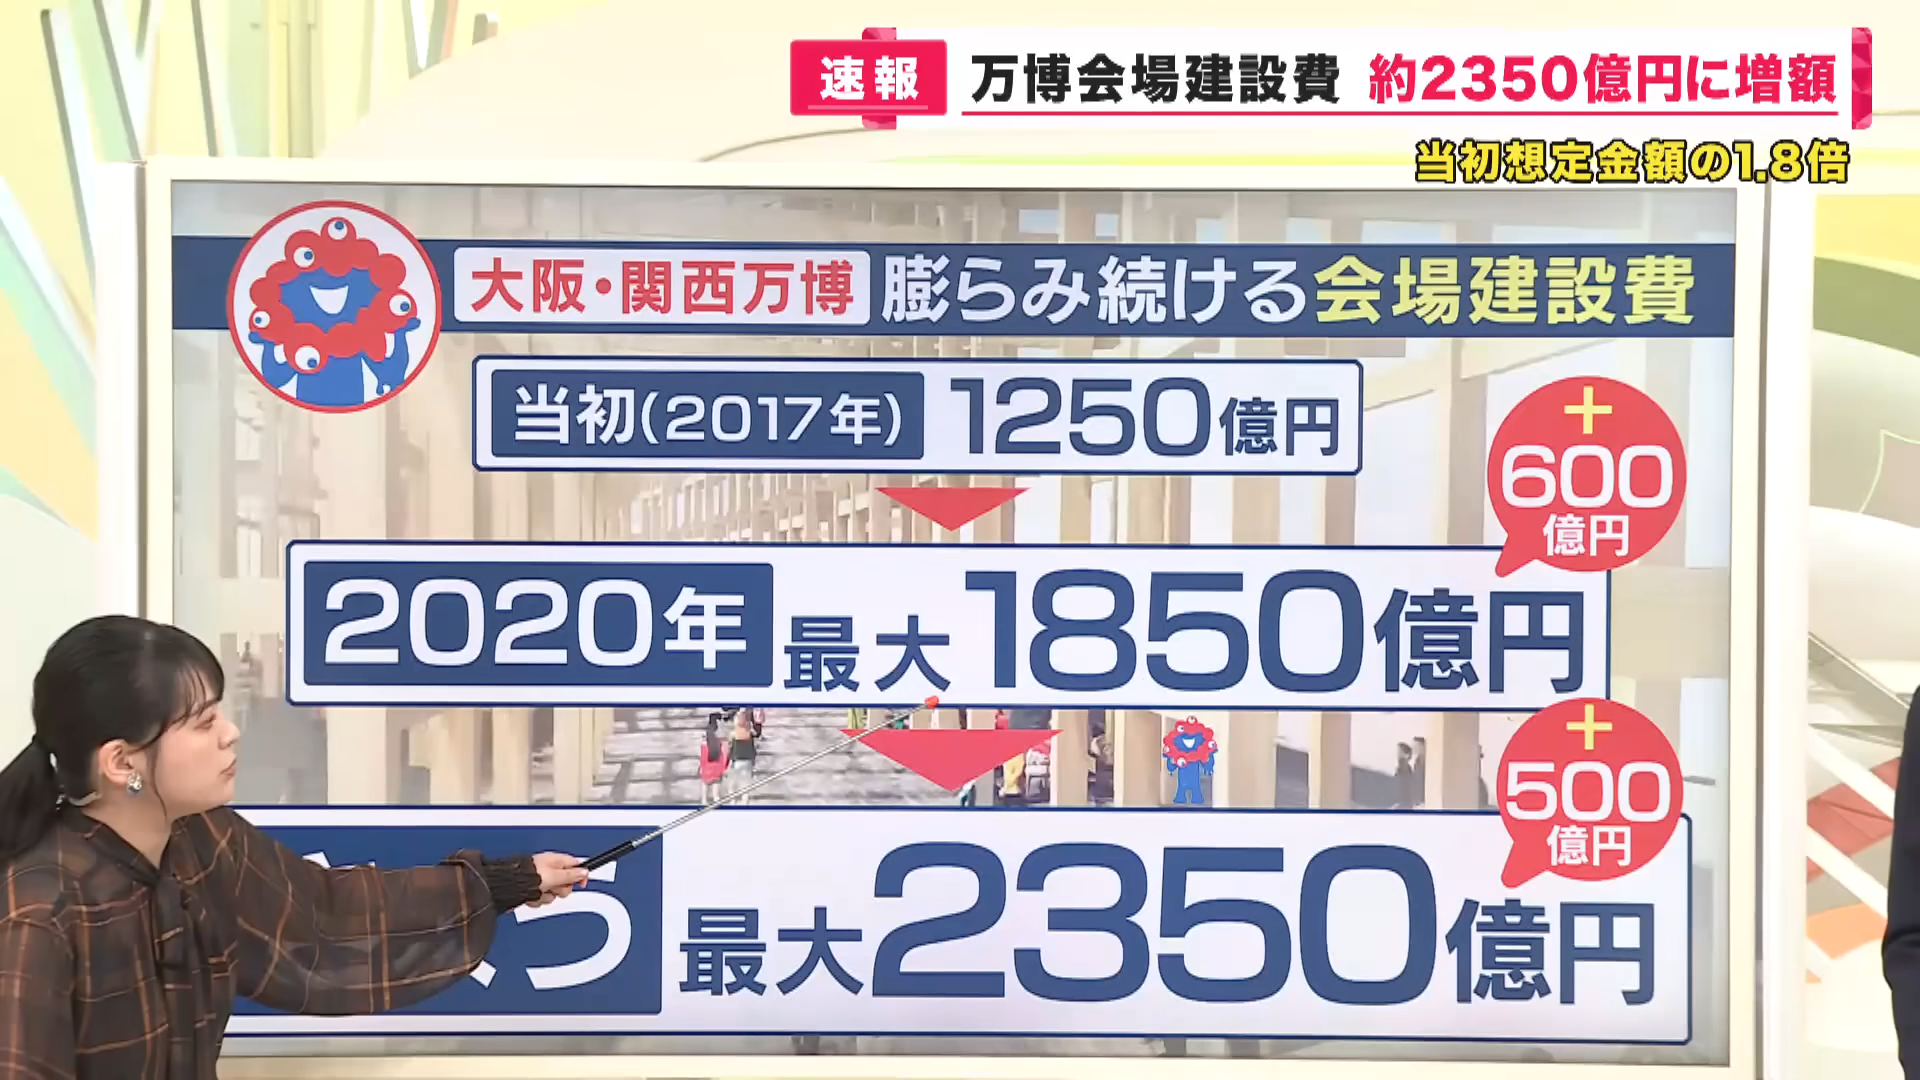 速報 万博会場建設費 約2350億円に増額
当初想定金額の1.8倍
大阪・関西万博 膨らみ続ける会場建設費
当初(2017年) 1250億円
+
600
億円
2020年 最大1850億円
+
500
億円
う 最大2350億円